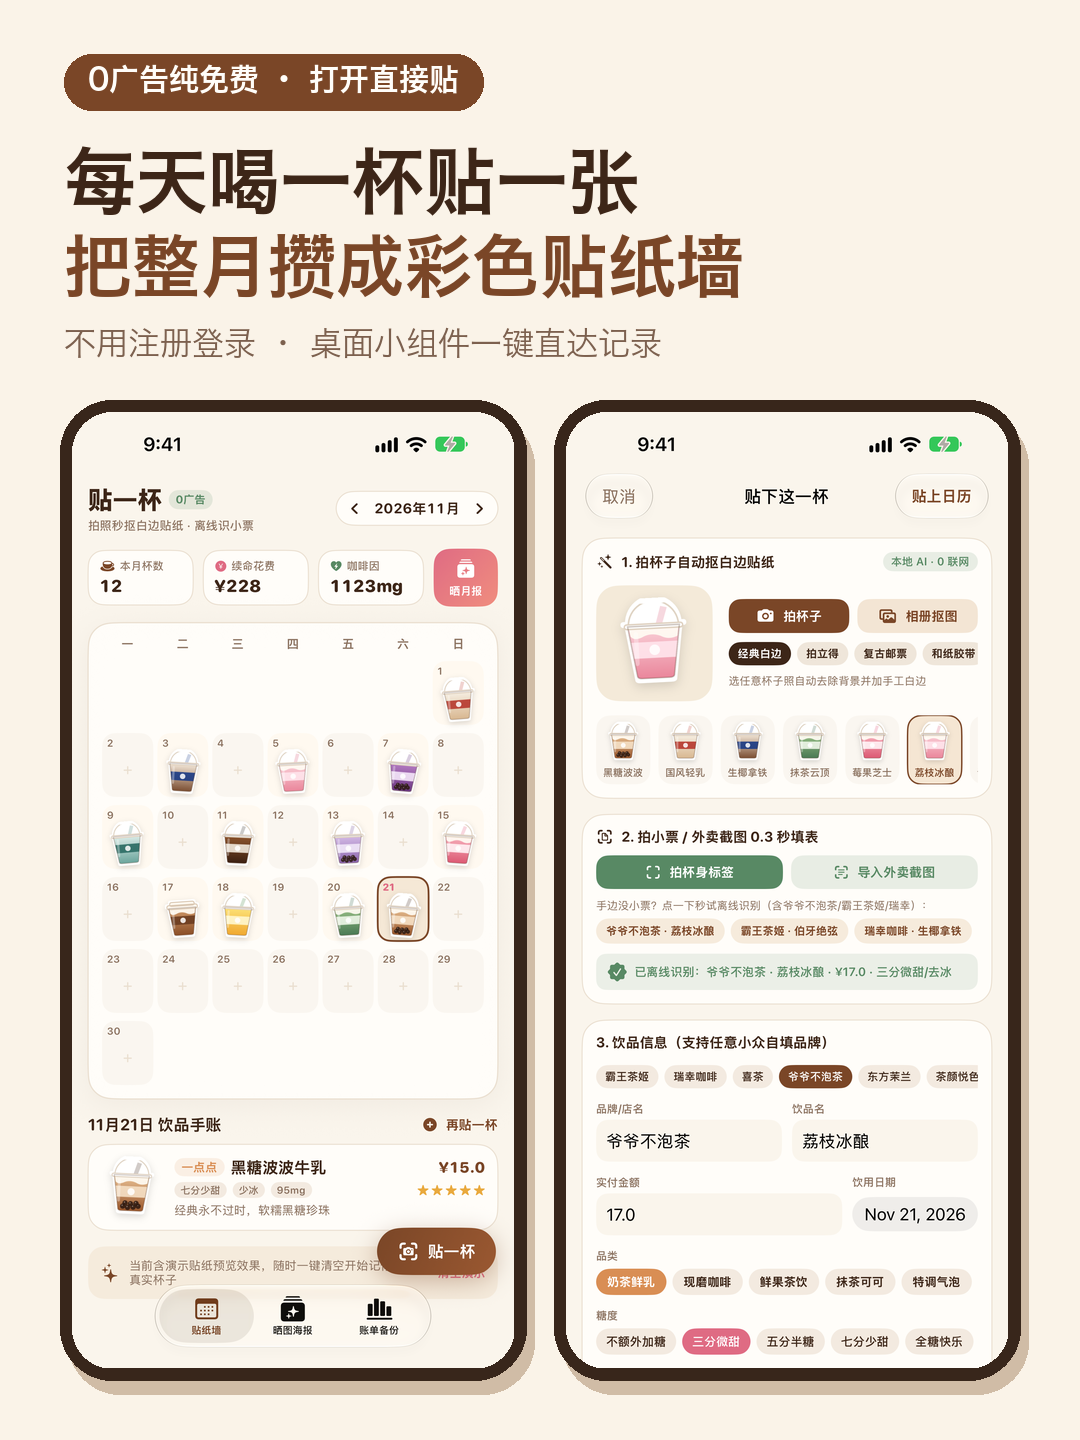 0广告纯免费 · 打开直接贴
每天喝一杯贴一张
把整月攒成彩色贴纸墙
不用注册登录 · 桌面小组件一键直达记录
9:41
贴一杯 0广告
拍照秒抠白边贴纸 · 离线识小票
2026年11月
本月杯数
12
续命花费
¥228
咖啡因
1123mg
晒月报
一 二 三 四 五 六 日
1
2 3 4 5 6 7 8
9 10 11 12 13 14 15
16 17 18 19 20 21 22
23 24 25 26 27 28 29
30
11月21日 饮品手账
再贴一杯
一点点 黑糖波波牛乳
¥15.0
七分少甜 少冰 95mg
经典永不过时，软糯黑糖珍珠
贴一杯
当前含演示贴纸预览效果，随时一键清空开始记
真实杯子
贴纸墙 晒图海报 账单备份
9:41
取消
贴下这一杯
贴上日历
1. 拍杯子自动抠白边贴纸
本地 AI · 0 联网
拍杯子 相册抠图
经典白边 拍立得 复古邮票 和纸胶带
选任意杯子照自动去除背景并加手工白边
黑糖波波 国风轻乳 生椰拿铁 抹茶云顶 莓果芝士 荔枝冰酿
2. 拍小票 / 外卖截图 0.3 秒填表
拍杯身标签 导入外卖截图
手边没小票？点一下秒试离线识别（含爷爷不泡茶/霸王茶姬/瑞幸）：
爷爷不泡茶 · 荔枝冰酿 霸王茶姬 · 伯牙绝弦 瑞幸咖啡 · 生椰拿铁
已离线识别：爷爷不泡茶 · 荔枝冰酿 · ¥17.0 · 三分微甜/去冰
3. 饮品信息（支持任意小众自填品牌）
霸王茶姬 瑞幸咖啡 喜茶 爷爷不泡茶 东方茉兰 茶颜悦色
品牌/店名 饮品名
爷爷不泡茶 荔枝冰酿
实付金额 饮用日期
17.0 Nov 21, 2026
品类
奶茶鲜乳 现磨咖啡 鲜果茶饮 抹茶可可 特调气泡
糖度
不额外加糖 三分微甜 五分半糖 七分少甜 全糖快乐